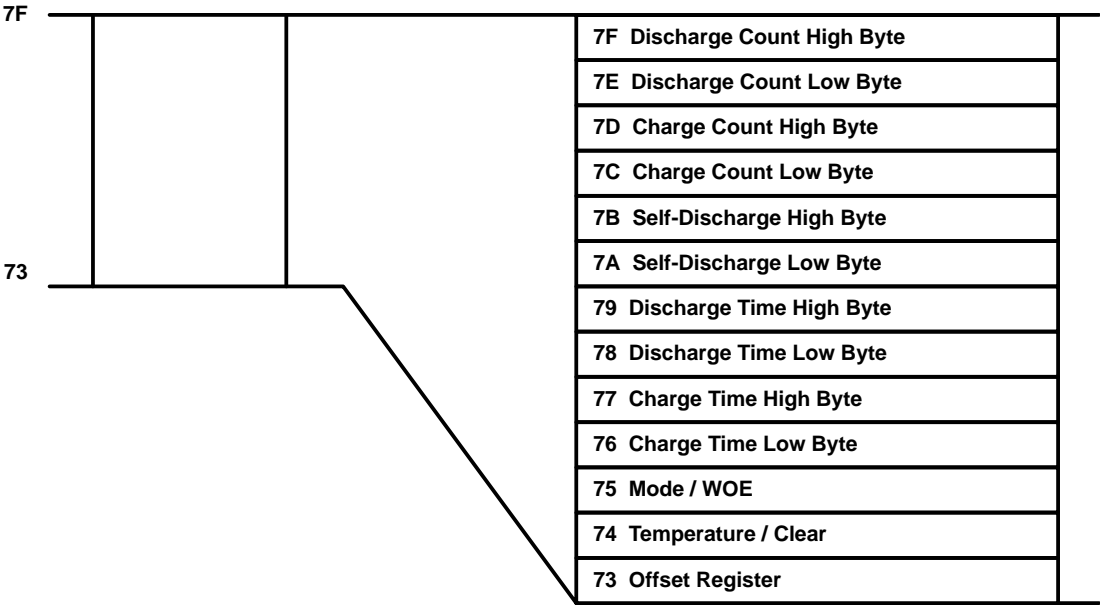 7F
7F Discharge Count High Byte
7E Discharge Count Low Byte
7D Charge Count High Byte
7C Charge Count Low Byte
7B Self-Discharge High Byte
7A Self-Discharge Low Byte
73
79 Discharge Time High Byte
78 Discharge Time Low Byte
77 Charge Time High Byte
76 Charge Time Low Byte
75 Mode / WOE
74 Temperature / Clear
73 Offset Register